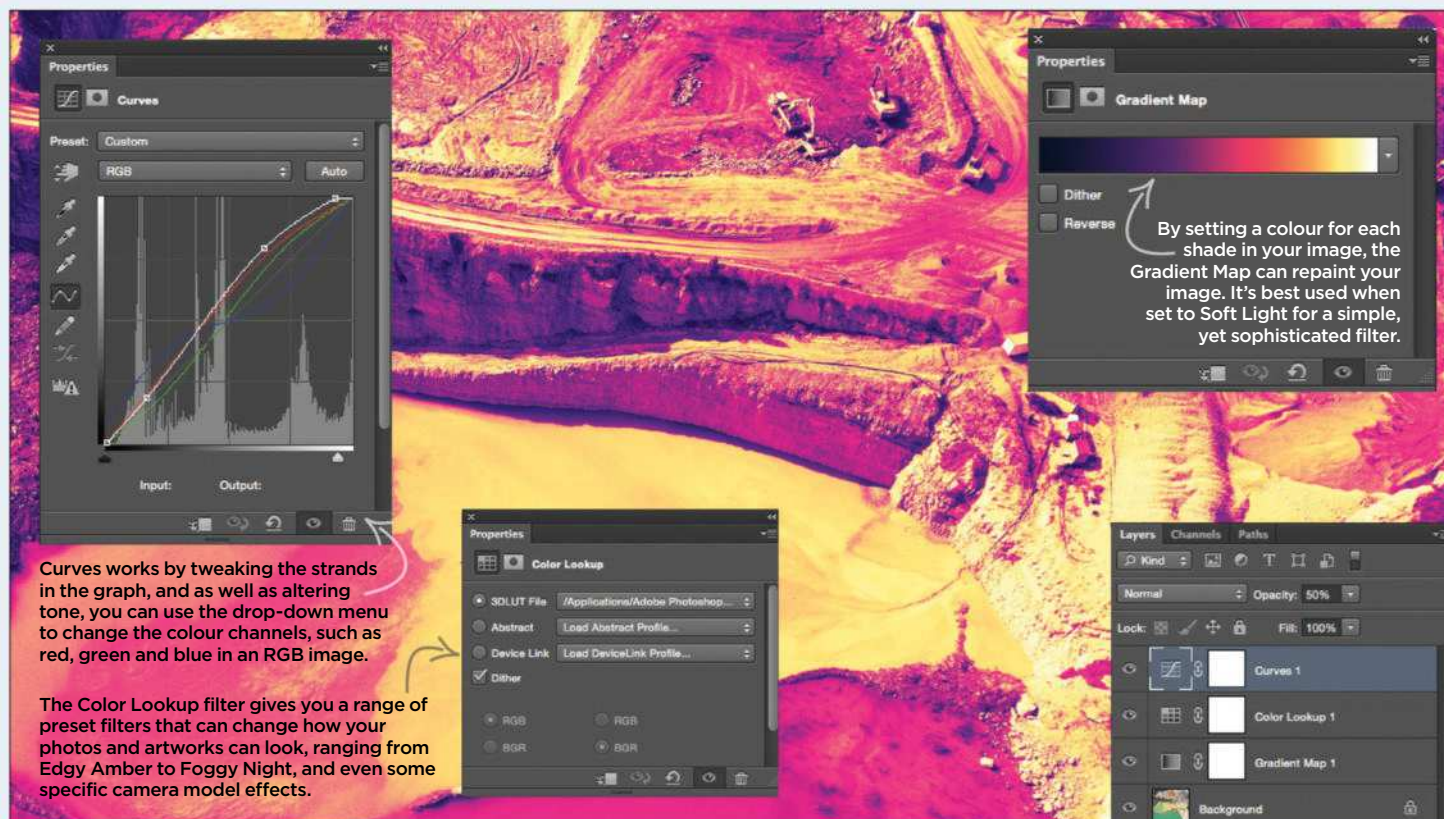 Properties
Curves
Preset: Custom
RGB Auto
Input: Output:
Curves works by tweaking the strands
in the graph, and as well as altering
tone, you can use the drop-down menu
to change the colour channels, such as
red, green and blue in an RGB image.
The Color Lookup filter gives you a range of
preset filters that can change how your
photos and artworks can look, ranging from
Edgy Amber to Foggy Night, and even some
specific camera model effects.
Properties
Color Lookup
3DLUT File /Applications/Adobe Photoshop...
Abstract Load Abstract Profile...
Device Link Load DeviceLink Profile...
Dither
RGB RGB
BGR BGR
Properties
Gradient Map
Dither
Reverse
By setting a colour for each
shade in your image, the
Gradient Map can repaint your
image. It's best used when
set to Soft Light for a simple,
yet sophisticated filter.
Layers Channels Paths
Kind
Normal Opacity: 50%
Lock: Fill: 100%
Curves 1
Color Lookup 1
Gradient Map 1
Background